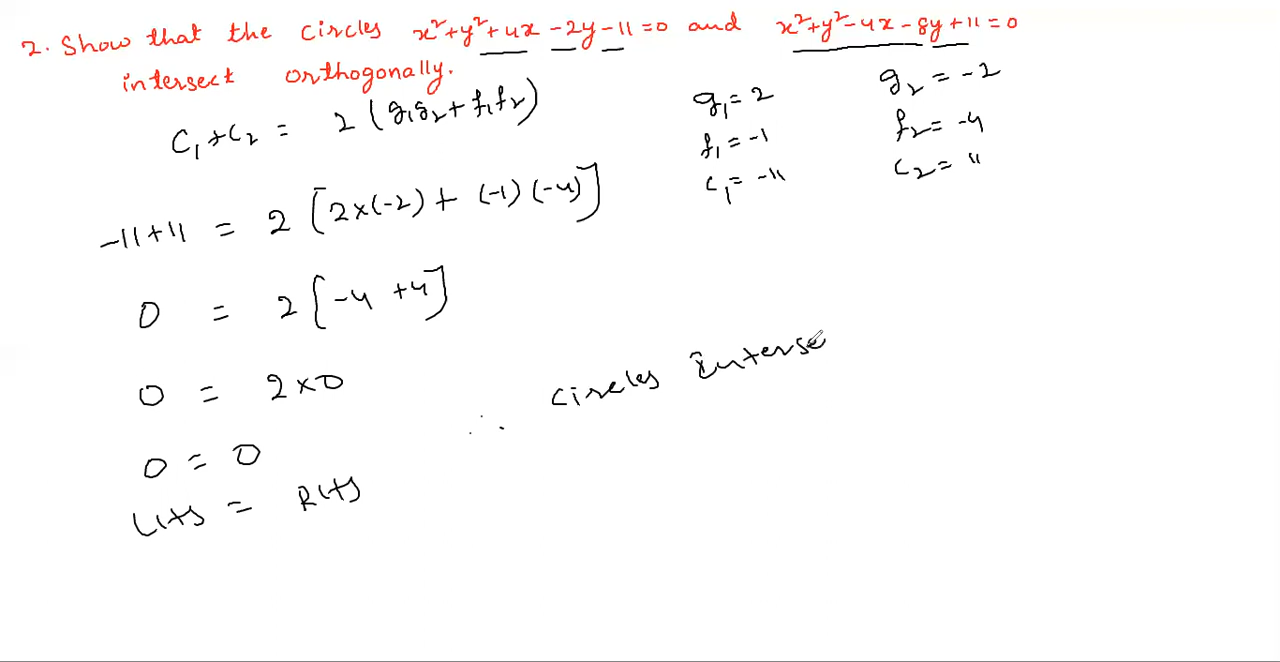 2. Show that the circles x²+y²+4x-2y-11=0 and x²+y²-4x-8y+11=0
intersect orthogonally.
C₁+C₂ = 2(g₁g₂+f₁f₂)
g₁=2
g₂=-2
f₁=-1
f₂=-4
C₁=-11
C₂=11
-11+11 = 2[2×(-2)+(-1)(-4)]
0 = 2[-4+4]
0 = 2×0
∴ circles interse
0=0
LHS = RHS